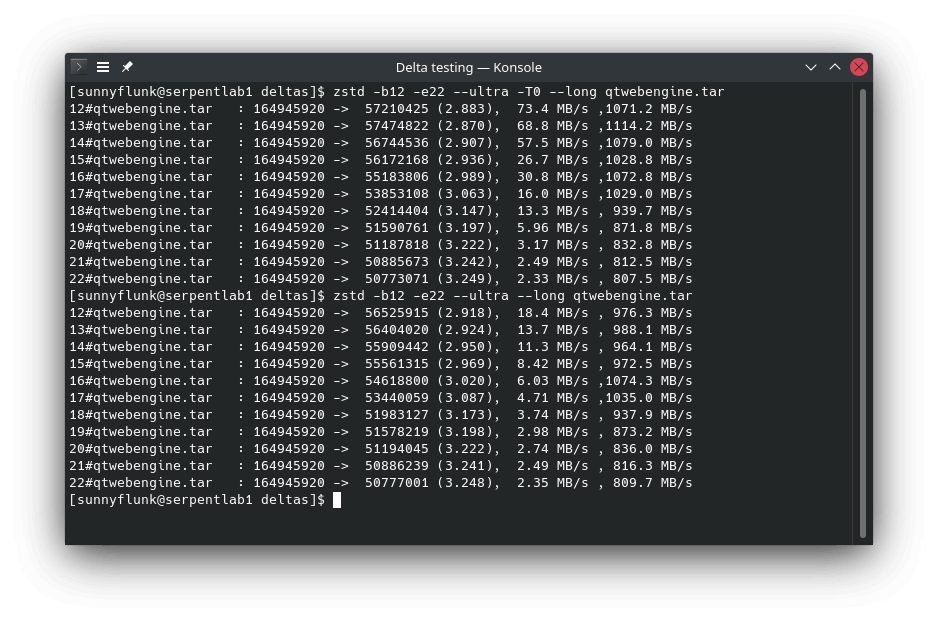 Delta testing — Konsole
[sunnyflunk@serpentlab1 deltas]$ zstd -b12 -e22 --ultra -T0 --long qtwebengine.tar
12#qtwebengine.tar   : 164945920 ->  57210425 (2.883),  73.4 MB/s ,1071.2 MB/s
13#qtwebengine.tar   : 164945920 ->  57474822 (2.870),  68.8 MB/s ,1114.2 MB/s
14#qtwebengine.tar   : 164945920 ->  56744536 (2.907),  57.5 MB/s ,1079.0 MB/s
15#qtwebengine.tar   : 164945920 ->  56172168 (2.936),  26.7 MB/s ,1028.8 MB/s
16#qtwebengine.tar   : 164945920 ->  55183806 (2.989),  30.8 MB/s ,1072.8 MB/s
17#qtwebengine.tar   : 164945920 ->  53853108 (3.063),  16.0 MB/s ,1029.0 MB/s
18#qtwebengine.tar   : 164945920 ->  52414404 (3.147),  13.3 MB/s , 939.7 MB/s
19#qtwebengine.tar   : 164945920 ->  51590761 (3.197),  5.96 MB/s , 871.8 MB/s
20#qtwebengine.tar   : 164945920 ->  51187818 (3.222),  3.17 MB/s , 832.8 MB/s
21#qtwebengine.tar   : 164945920 ->  50885673 (3.242),  2.49 MB/s , 812.5 MB/s
22#qtwebengine.tar   : 164945920 ->  50773071 (3.249),  2.33 MB/s , 807.5 MB/s
[sunnyflunk@serpentlab1 deltas]$ zstd -b12 -e22 --ultra --long qtwebengine.tar
12#qtwebengine.tar   : 164945920 ->  56525915 (2.918),  18.4 MB/s , 976.3 MB/s
13#qtwebengine.tar   : 164945920 ->  56404020 (2.924),  13.7 MB/s , 988.1 MB/s
14#qtwebengine.tar   : 164945920 ->  55909442 (2.950),  11.3 MB/s , 964.1 MB/s
15#qtwebengine.tar   : 164945920 ->  55561315 (2.969),  8.42 MB/s , 972.5 MB/s
16#qtwebengine.tar   : 164945920 ->  54618800 (3.020),  6.03 MB/s ,1074.3 MB/s
17#qtwebengine.tar   : 164945920 ->  53440059 (3.087),  4.71 MB/s ,1035.0 MB/s
18#qtwebengine.tar   : 164945920 ->  51983127 (3.173),  3.74 MB/s , 937.9 MB/s
19#qtwebengine.tar   : 164945920 ->  51578219 (3.198),  2.98 MB/s , 873.2 MB/s
20#qtwebengine.tar   : 164945920 ->  51194045 (3.222),  2.74 MB/s , 836.0 MB/s
21#qtwebengine.tar   : 164945920 ->  50886239 (3.241),  2.49 MB/s , 816.3 MB/s
22#qtwebengine.tar   : 164945920 ->  50777001 (3.248),  2.35 MB/s , 809.7 MB/s
[sunnyflunk@serpentlab1 deltas]$